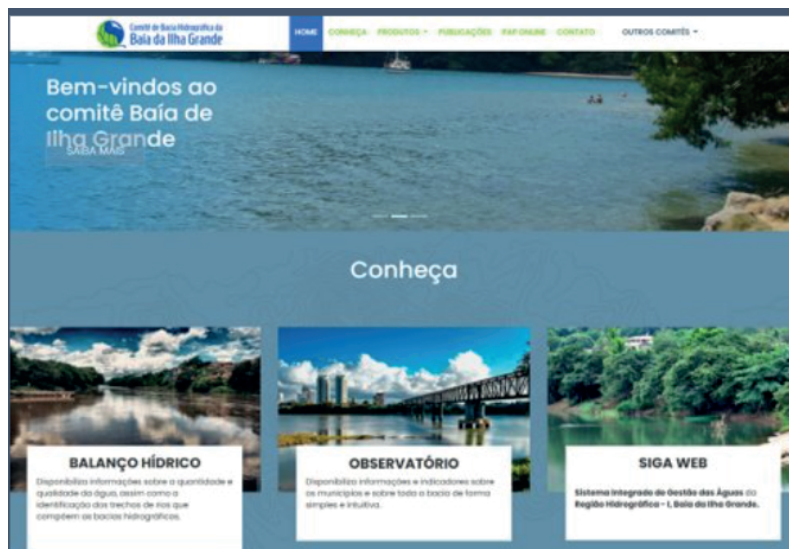 Comitê de Bacia Hidrográfica da
Baía da Ilha Grande
HOME CONHEÇA PRODUTOS PUBLICAÇÕES IFAP ONLINE CONTATO OUTROS COMITÊS
Bem-vindos ao
comitê Baía de
Ilha Grande
SAIBA MAIS
Conheça
BALANÇO HÍDRICO
Disponibiliza informações sobre a quantidade e
qualidade da água, assim como a
identificação dos trechos de rios que
compõem as bacias hidrográficas.
OBSERVATÓRIO
Disponibiliza informações e indicadores sobre
os municípios e sobre toda a bacia de forma
simples e intuitiva.
SIGA WEB
Sistema Integrado de Gestão das Águas da
Região Hidrográfica - I, Baía da Ilha Grande.